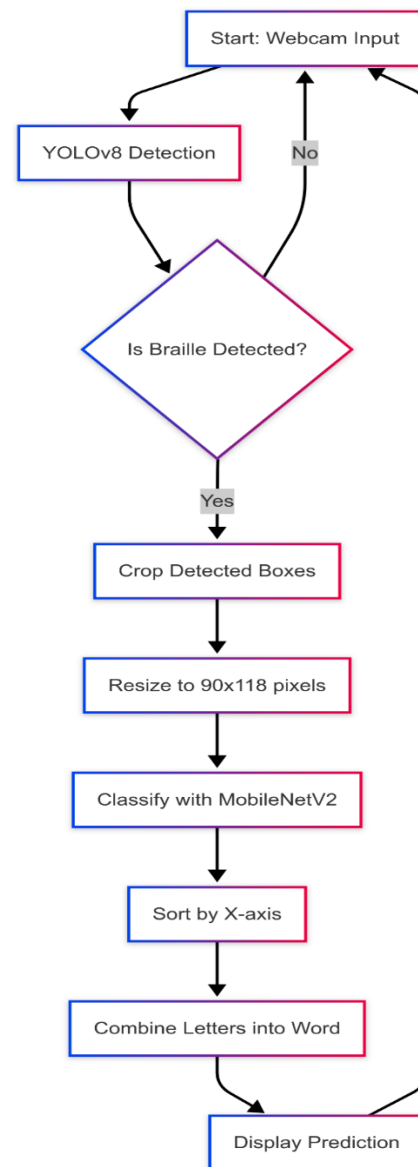 Start: Webcam Input
YOLOv8 Detection
No
Is Braille Detected?
Yes
Crop Detected Boxes
Resize to 90x118 pixels
Classify with MobileNetV2
Sort by X-axis
Combine Letters into Word
Display Prediction